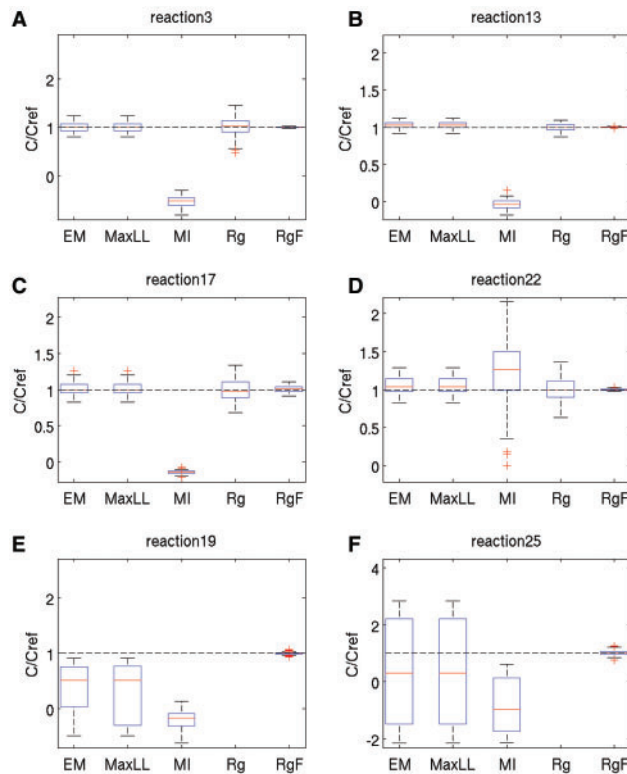 A reaction3
C/Cref
2
1
0
EM MaxLL MI Rg RgF
B reaction13
C/Cref
2
1.5
1
0.5
0
EM MaxLL MI Rg RgF
C reaction17
C/Cref
2
1.5
1
0.5
0
EM MaxLL MI Rg RgF
D reaction22
C/Cref
2
1.5
1
0.5
0
EM MaxLL MI Rg RgF
E reaction19
C/Cref
2
1
0
EM MaxLL MI Rg RgF
F reaction25
C/Cref
4
2
0
-2
EM MaxLL MI Rg RgF